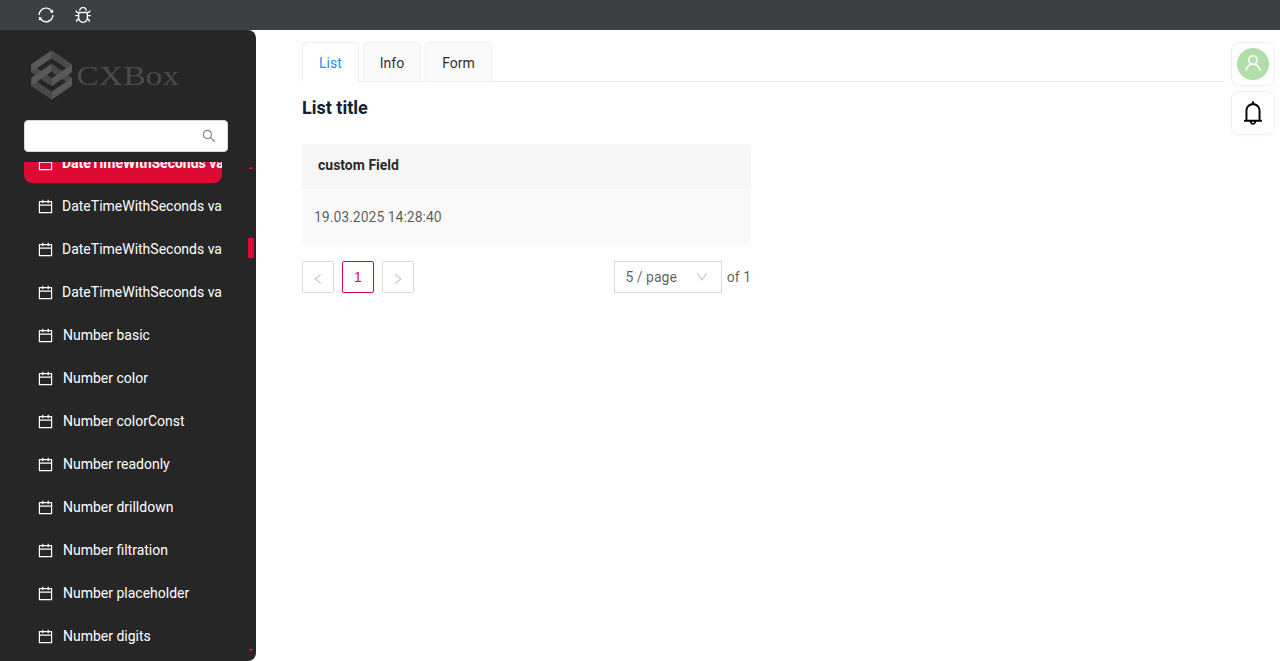 CXBox
DateTimeWithSeconds va
DateTimeWithSeconds va
DateTimeWithSeconds va
DateTimeWithSeconds va
Number basic
Number color
Number colorConst
Number readonly
Number drilldown
Number filtration
Number placeholder
Number digits
List
Info
Form
List title
custom Field
19.03.2025 14:28:40
1
5 / page
of 1